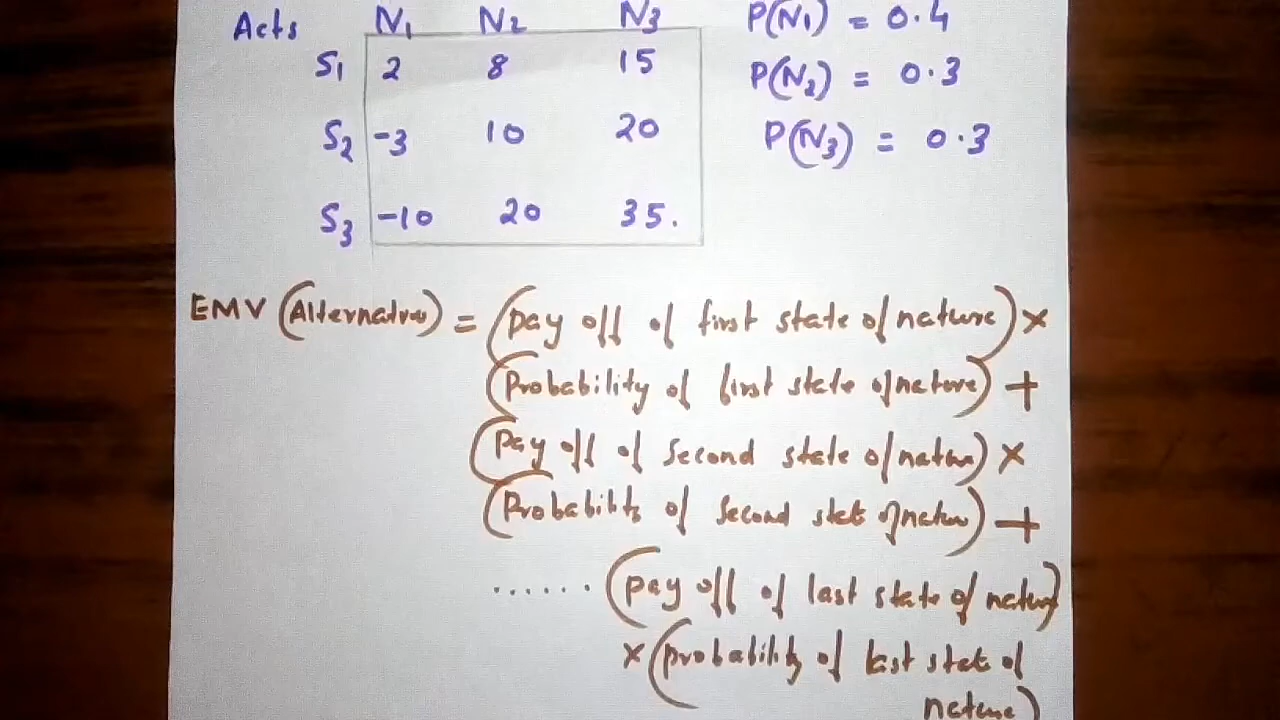 Acts N1 N2 N3 P(N1) = 0.4
S1 2 8 15 P(N2) = 0.3
S2 -3 10 20 P(N3) = 0.3
S3 -10 20 35.
EMV (Alternative) = (Pay off of first state of nature) ×
(Probability of first state of nature) +
(Pay off of second state of nature) ×
(Probability of second state of nature) +
...... (pay off of last state of nature)
× (probability of last state of
nature)